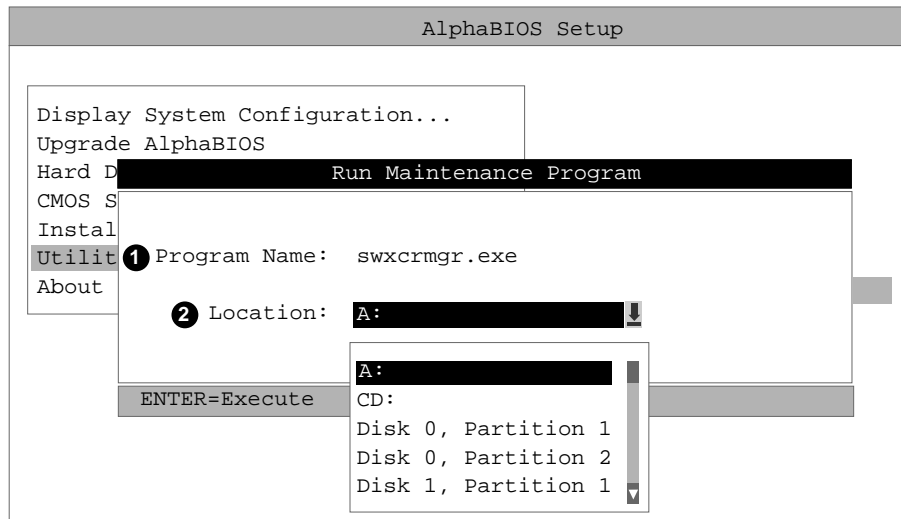 AlphaBIOS Setup
Display System Configuration...
Upgrade AlphaBIOS
Hard D
Run Maintenance Program
CMOS S
Instal
Utilit
1 Program Name: swxcrmgr.exe
About
2 Location: A:
A:
ENTER=Execute
CD:
Disk 0, Partition 1
Disk 0, Partition 2
Disk 1, Partition 1